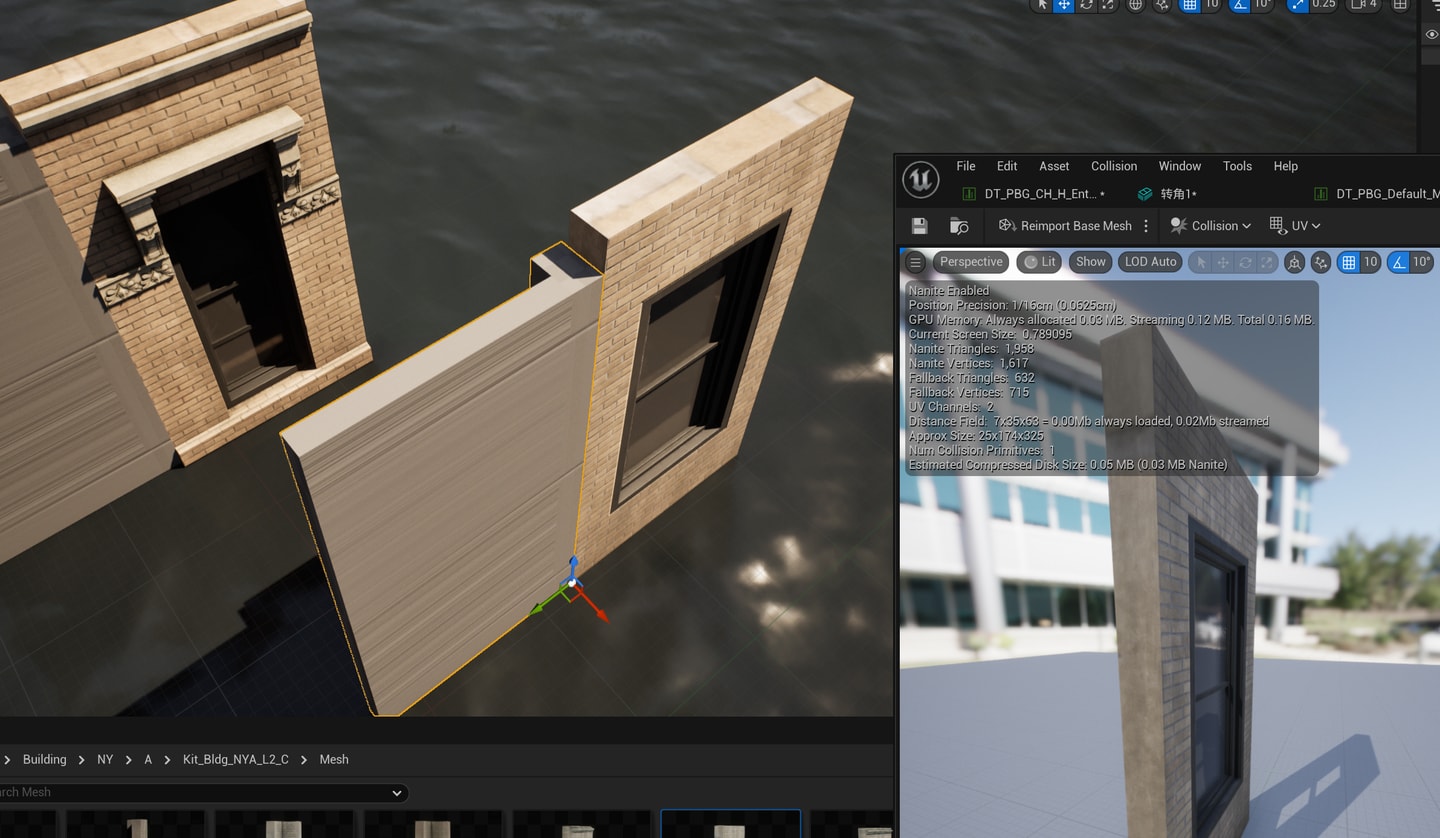 10
10°
0.25
4
File Edit Asset Collision Window Tools Help
DT_PBG_CH_H_Ent... * 转角1* DT_PBG_Default_M
Reimport Base Mesh Collision UV
Perspective Lit Show LOD Auto 10 10°
Nanite Enabled
Position Precision: 1/16cm (0.0625cm)
GPU Memory: Always allocated 0.03 MB. Streaming 0.12 MB. Total 0.16 MB.
Current Screen Size: 0.789095
Nanite Triangles: 1,958
Nanite Vertices: 1,617
Fallback Triangles: 632
Fallback Vertices: 715
UV Channels: 2
Distance Field: 7x35x63 = 0.00Mb always loaded, 0.02Mb streamed
Approx Size: 25x174x325
Num Collision Primitives: 1
Estimated Compressed Disk Size: 0.05 MB (0.03 MB Nanite)
Building NY A Kit_Bldg_NYA_L2_C Mesh
rch Mesh